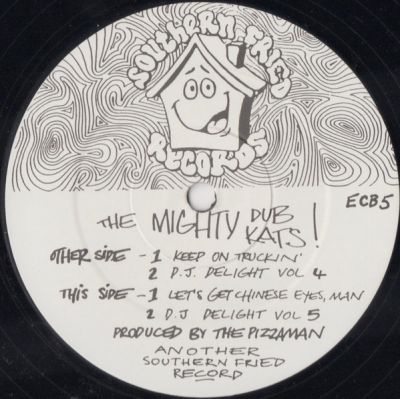 SOUTHERN FRIED
RECORDS
ECB5
THE MIGHTY DUB KATS!
OTHER SIDE - 1 KEEP ON TRUCKIN'
2 D.J. DELIGHT VOL 4
THIS SIDE - 1 LET'S GET CHINESE EYES, MAN
2 D.J DELIGHT VOL 5
PRODUCED BY THE PIZZAMAN
ANOTHER
SOUTHERN FRIED
RECORD